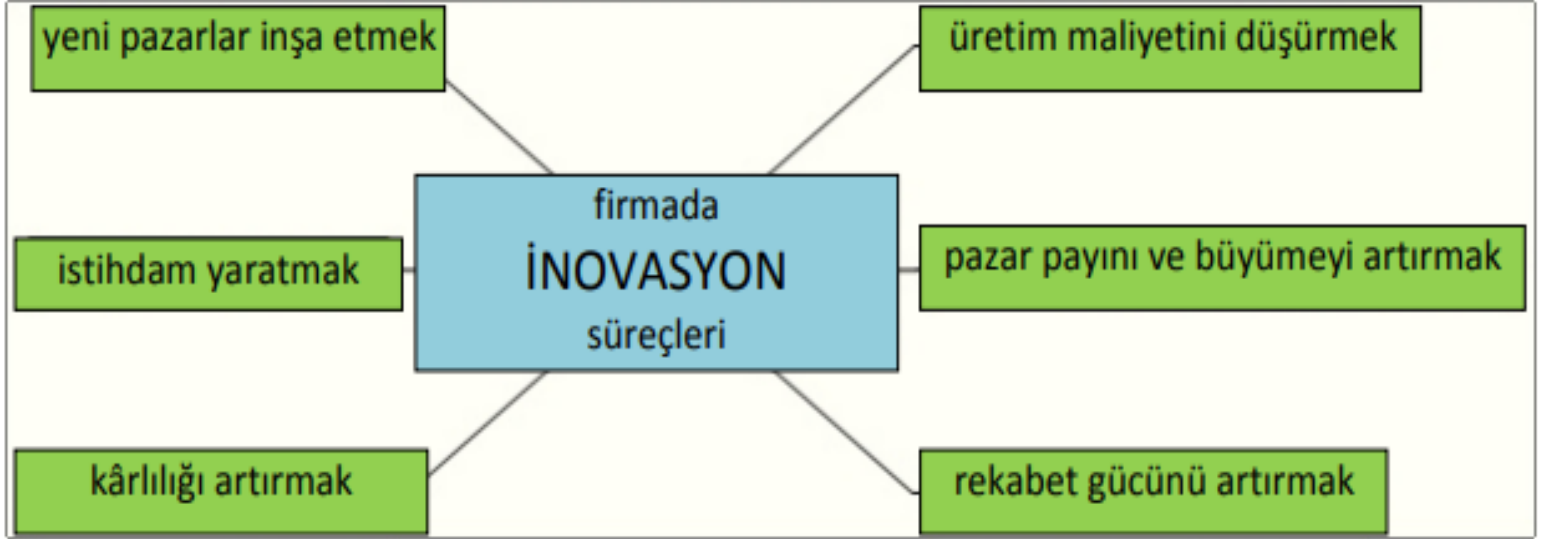 yeni pazarlar inşa etmek
üretim maliyetini düşürmek
firmada
İNOVASYON
süreçleri
istihdam yaratmak
pazar payını ve büyümeyi artırmak
kârlılığı artırmak
rekabet gücünü artırmak